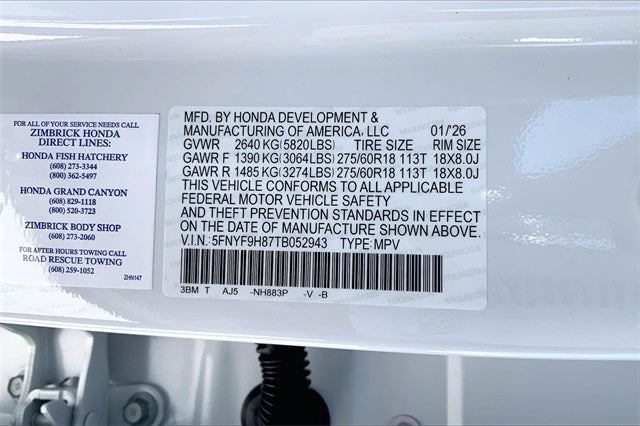 FOR ALL OF YOUR SERVICE NEEDS CALL
ZIMBRICK HONDA
DIRECT LINES:
HONDA FISH HATCHERY
(608) 273-3344
(800) 362-5497
HONDA GRAND CANYON
(608) 829-1118
(800) 520-3723
ZIMBRICK BODY SHOP
(608) 273-2060
24/HOUR AFTER TOWING CALL
ROAD RESCUE TOWING
(608) 259-1052
ZHN147
MFD. BY HONDA DEVELOPMENT &
MANUFACTURING OF AMERICA, LLC 01/'26
GVWR 2640 KG(5820LBS) TIRE SIZE RIM SIZE
GAWR F 1390 KG(3064LBS) 275/60R18 113T 18X8.0J
GAWR R 1485 KG(3274LBS) 275/60R18 113T 18X8.0J
THIS VEHICLE CONFORMS TO ALL APPLICABLE
FEDERAL MOTOR VEHICLE SAFETY
AND THEFT PREVENTION STANDARDS IN EFFECT
ON THE DATE OF MANUFACTURE SHOWN ABOVE.
V.I.N.: 5FNYF9H87TB052943 TYPE: MPV
3BM T AJ5 -NH883P -V -B